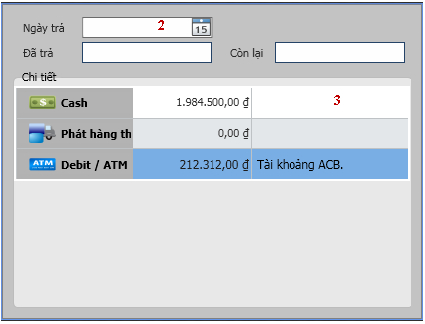 Ngày trả 2 15
Đã trả Còn lại
Chi tiết
$ Cash 1.984.500,00 ₫ 3
Phát hàng th 0,00 ₫
ATM Debit / ATM 212.312,00 ₫ Tài khoảng ACB.